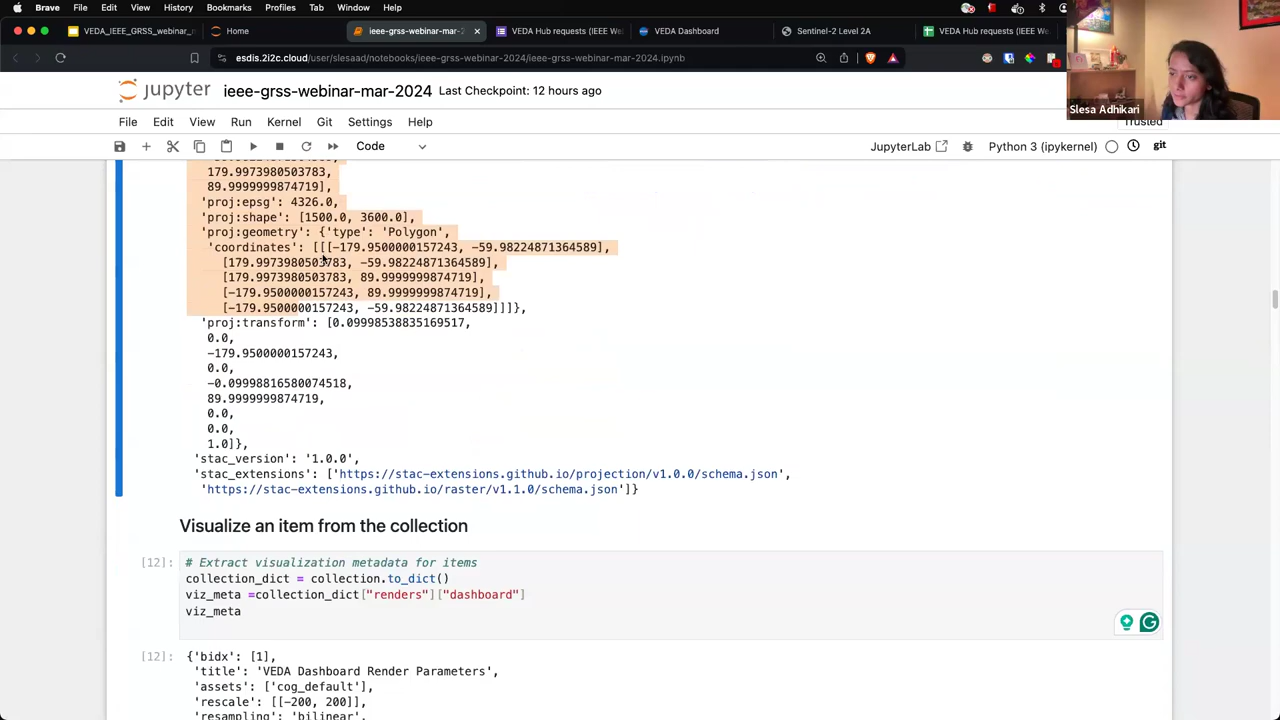 Brave File Edit View History Bookmarks Profiles Tab Window Help
VEDA_IEEE_GRSS_webinar_m Home ieee-grss-webinar-mar-2 VEDA Hub requests (IEEE We VEDA Dashboard Sentinel-2 Level 2A VEDA Hub requests (IEEE We
esdis.2i2c.cloud/user/slesaad/notebooks/ieee-grss-webinar-2024/ieee-grss-webinar-mar-2024.ipynb
jupyter ieee-grss-webinar-mar-2024 Last Checkpoint: 12 hours ago
Slesa Adhikari
File Edit View Run Kernel Git Settings Help
Trusted
Code
JupyterLab Python 3 (ipykernel) git
179.9973980503783,
89.9999999874719],
'proj:epsg': 4326.0,
'proj:shape': [1500.0, 3600.0],
'proj:geometry': {'type': 'Polygon',
'coordinates': [[[-179.9500000157243, -59.98224871364589],
[179.9973980503783, -59.98224871364589],
[179.9973980503783, 89.9999999874719],
[-179.9500000157243, 89.9999999874719],
[-179.9500000157243, -59.98224871364589]]]},
'proj:transform': [0.09998538835169517,
0.0,
-179.9500000157243,
0.0,
-0.09998816580074518,
89.9999999874719,
0.0,
0.0,
1.0]},
'stac_version': '1.0.0',
'stac_extensions': ['https://stac-extensions.github.io/projection/v1.0.0/schema.json',
'https://stac-extensions.github.io/raster/v1.1.0/schema.json']}
Visualize an item from the collection
[12]: # Extract visualization metadata for items
collection_dict = collection.to_dict()
viz_meta =collection_dict["renders"]["dashboard"]
viz_meta
[12]: {'bidx': [1],
'title': 'VEDA Dashboard Render Parameters',
'assets': ['cog_default'],
'rescale': [[-200, 200]],
'resampling': 'bilinear',